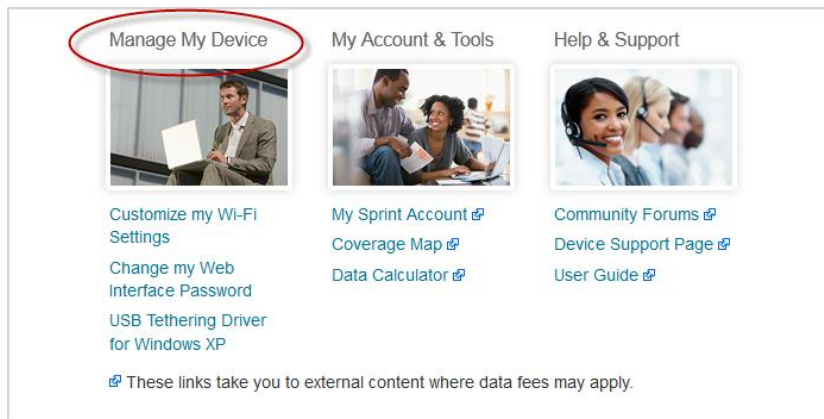 Manage My Device
Customize my Wi-Fi
Settings
Change my Web
Interface Password
USB Tethering Driver
for Windows XP
My Account & Tools
My Sprint Account
Coverage Map
Data Calculator
Help & Support
Community Forums
Device Support Page
User Guide
These links take you to external content where data fees may apply.